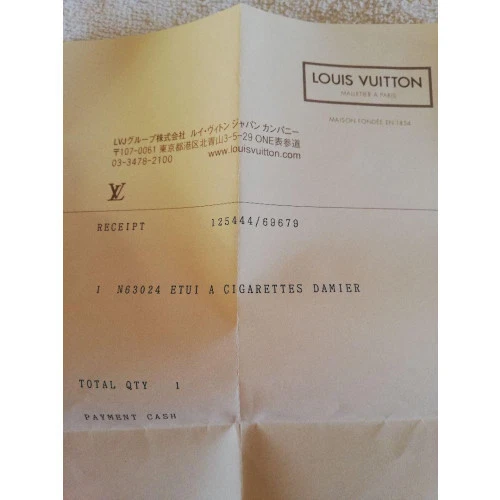 LOUIS VUITTON
MALLETIER À PARIS
MAISON FONDÉE EN 1854
LVJグループ株式会社 ルイ・ヴィトン ジャパン カンパニー
〒107-0061 東京都港区北青山3-5-29 ONE表参道
03-3478-2100 www.louisvuitton.com
LV
RECEIPT 125444/69679
1 N63024 ETUI A CIGARETTES DAMIER
TOTAL QTY 1
PAYMENT CASH